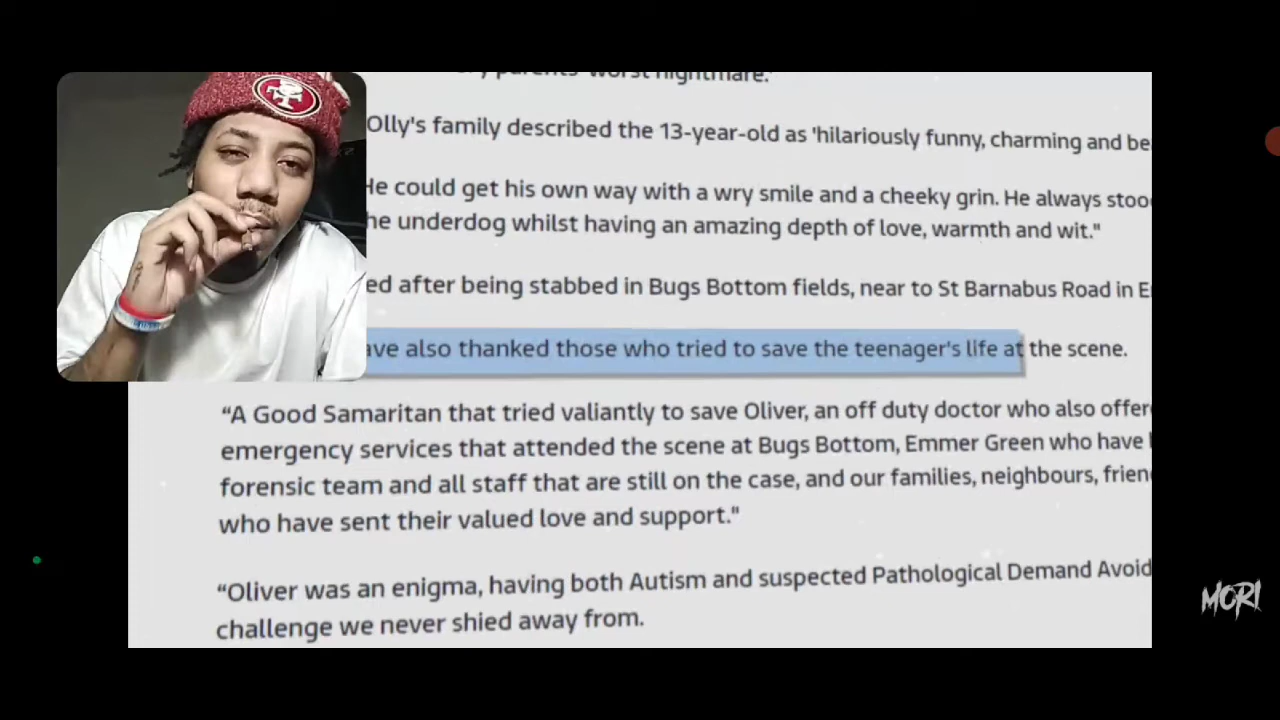 ry parents' worst nightmare.'
Olly's family described the 13-year-old as 'hilariously funny, charming and be
He could get his own way with a wry smile and a cheeky grin. He always stoo
he underdog whilst having an amazing depth of love, warmth and wit."
ed after being stabbed in Bugs Bottom fields, near to St Barnabus Road in E
ave also thanked those who tried to save the teenager's life at the scene.
“A Good Samaritan that tried valiantly to save Oliver, an off duty doctor who also offer
emergency services that attended the scene at Bugs Bottom, Emmer Green who have
forensic team and all staff that are still on the case, and our families, neighbours, frien
who have sent their valued love and support."
“Oliver was an enigma, having both Autism and suspected Pathological Demand Avoid
challenge we never shied away from.
MORI